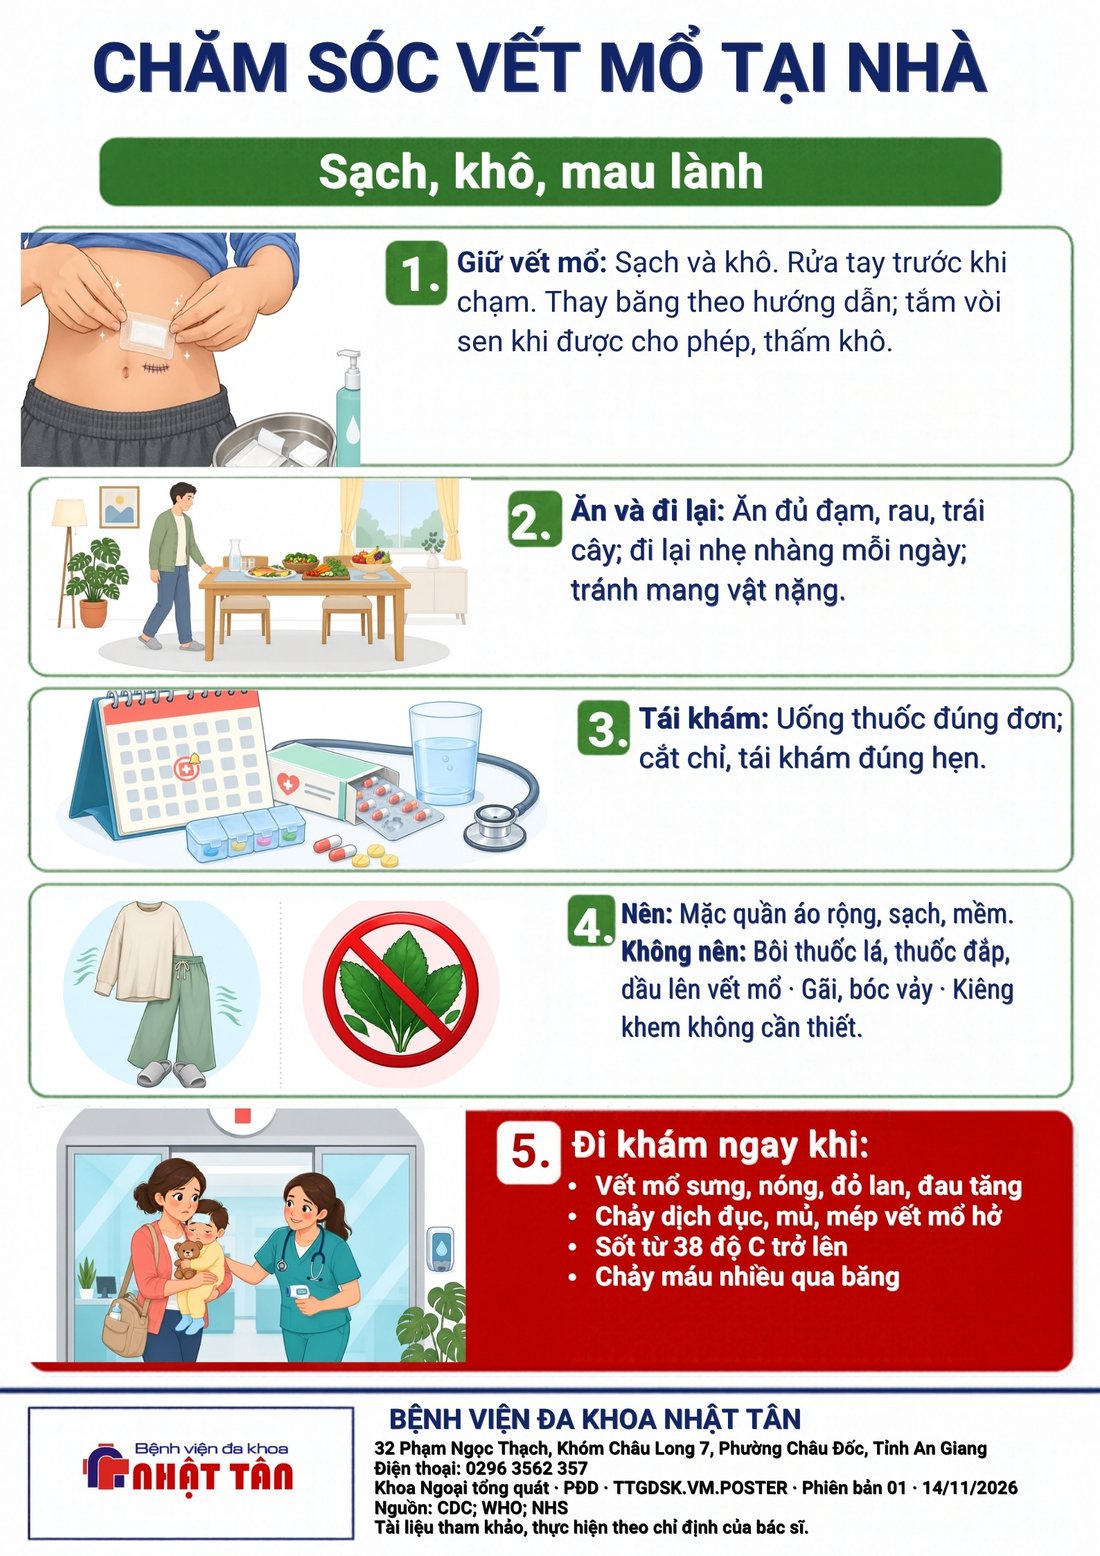 CHĂM SÓC VẾT MỔ TẠI NHÀ
Sạch, khô, mau lành
1. Giữ vết mổ: Sạch và khô. Rửa tay trước khi
chạm. Thay băng theo hướng dẫn; tắm vòi
sen khi được cho phép, thấm khô.
2. Ăn và đi lại: Ăn đủ đạm, rau, trái
cây; đi lại nhẹ nhàng mỗi ngày;
tránh mang vật nặng.
3. Tái khám: Uống thuốc đúng đơn;
cắt chỉ, tái khám đúng hẹn.
4. Nên: Mặc quần áo rộng, sạch, mềm.
Không nên: Bôi thuốc lá, thuốc đắp,
dầu lên vết mổ · Gãi, bóc vảy · Kiêng
khem không cần thiết.
5. Đi khám ngay khi:
• Vết mổ sưng, nóng, đỏ lan, đau tăng
• Chảy dịch đục, mủ, mép vết mổ hở
• Sốt từ 38 độ C trở lên
• Chảy máu nhiều qua băng
Bệnh viện đa khoa
NHẬT TÂN
BỆNH VIỆN ĐA KHOA NHẬT TÂN
32 Phạm Ngọc Thạch, Khóm Châu Long 7, Phường Châu Đốc, Tỉnh An Giang
Điện thoại: 0296 3562 357
Khoa Ngoại tổng quát · PĐD · TTGDSK.VM.POSTER · Phiên bản 01 · 14/11/2026
Nguồn: CDC; WHO; NHS
Tài liệu tham khảo, thực hiện theo chỉ định của bác sĩ.